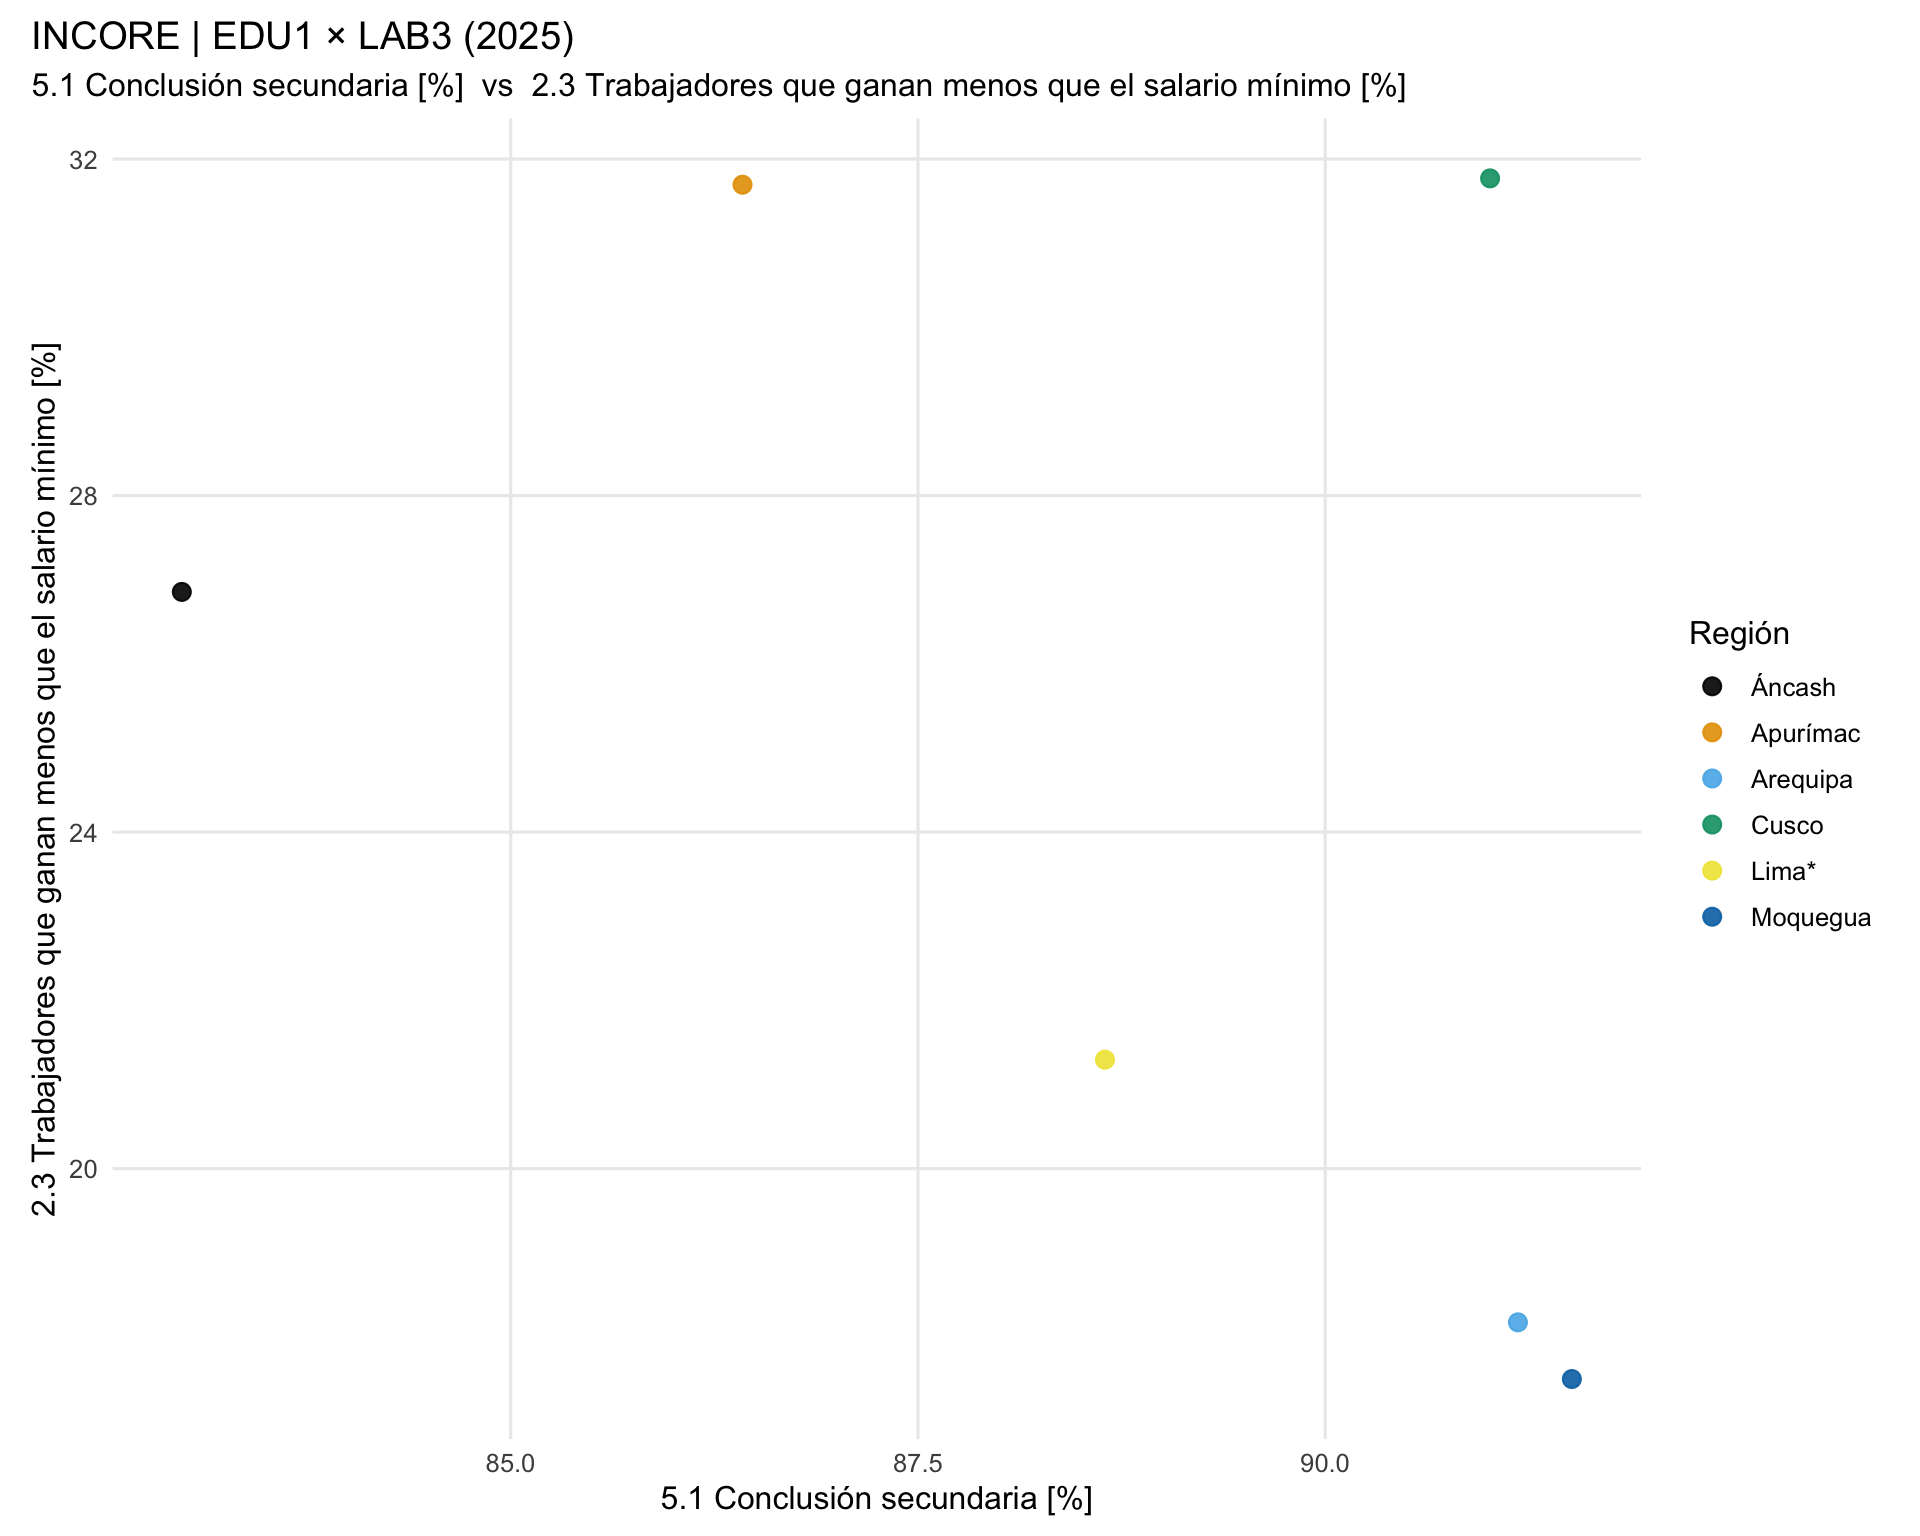 INCORE | EDU1 × LAB3 (2025)
5.1 Conclusión secundaria [%]  vs  2.3 Trabajadores que ganan menos que el salario mínimo [%]
2.3 Trabajadores que ganan menos que el salario mínimo [%]
32
28
24
20
85.0
87.5
90.0
5.1 Conclusión secundaria [%]
Región
Áncash
Apurímac
Arequipa
Cusco
Lima*
Moquegua